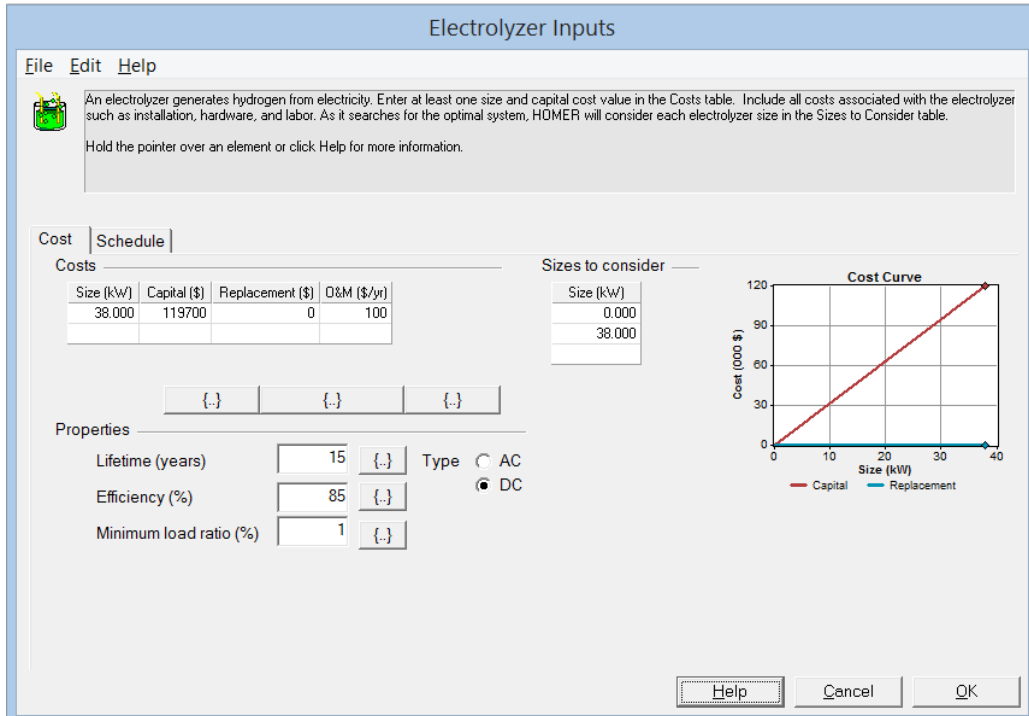 Electrolyzer Inputs
File Edit Help
An electrolyzer generates hydrogen from electricity. Enter at least one size and capital cost value in the Costs table. Include all costs associated with the electrolyzer
such as installation, hardware, and labor. As it searches for the optimal system, HOMER will consider each electrolyzer size in the Sizes to Consider table.
Hold the pointer over an element or click Help for more information.
Cost Schedule
Costs
Size (kW) Capital ($) Replacement ($) O&M ($/yr)
38.000 119700 0 100
{..} {..} {..}
Sizes to consider
Size (kW)
0.000
38.000
Cost Curve
Cost (000 $)
120
90
60
30
0
0 10 20 30 40
Size (kW)
Capital Replacement
Properties
Lifetime (years) 15 {..} Type AC
DC
Efficiency (%) 85 {..}
Minimum load ratio (%) 1 {..}
Help Cancel OK